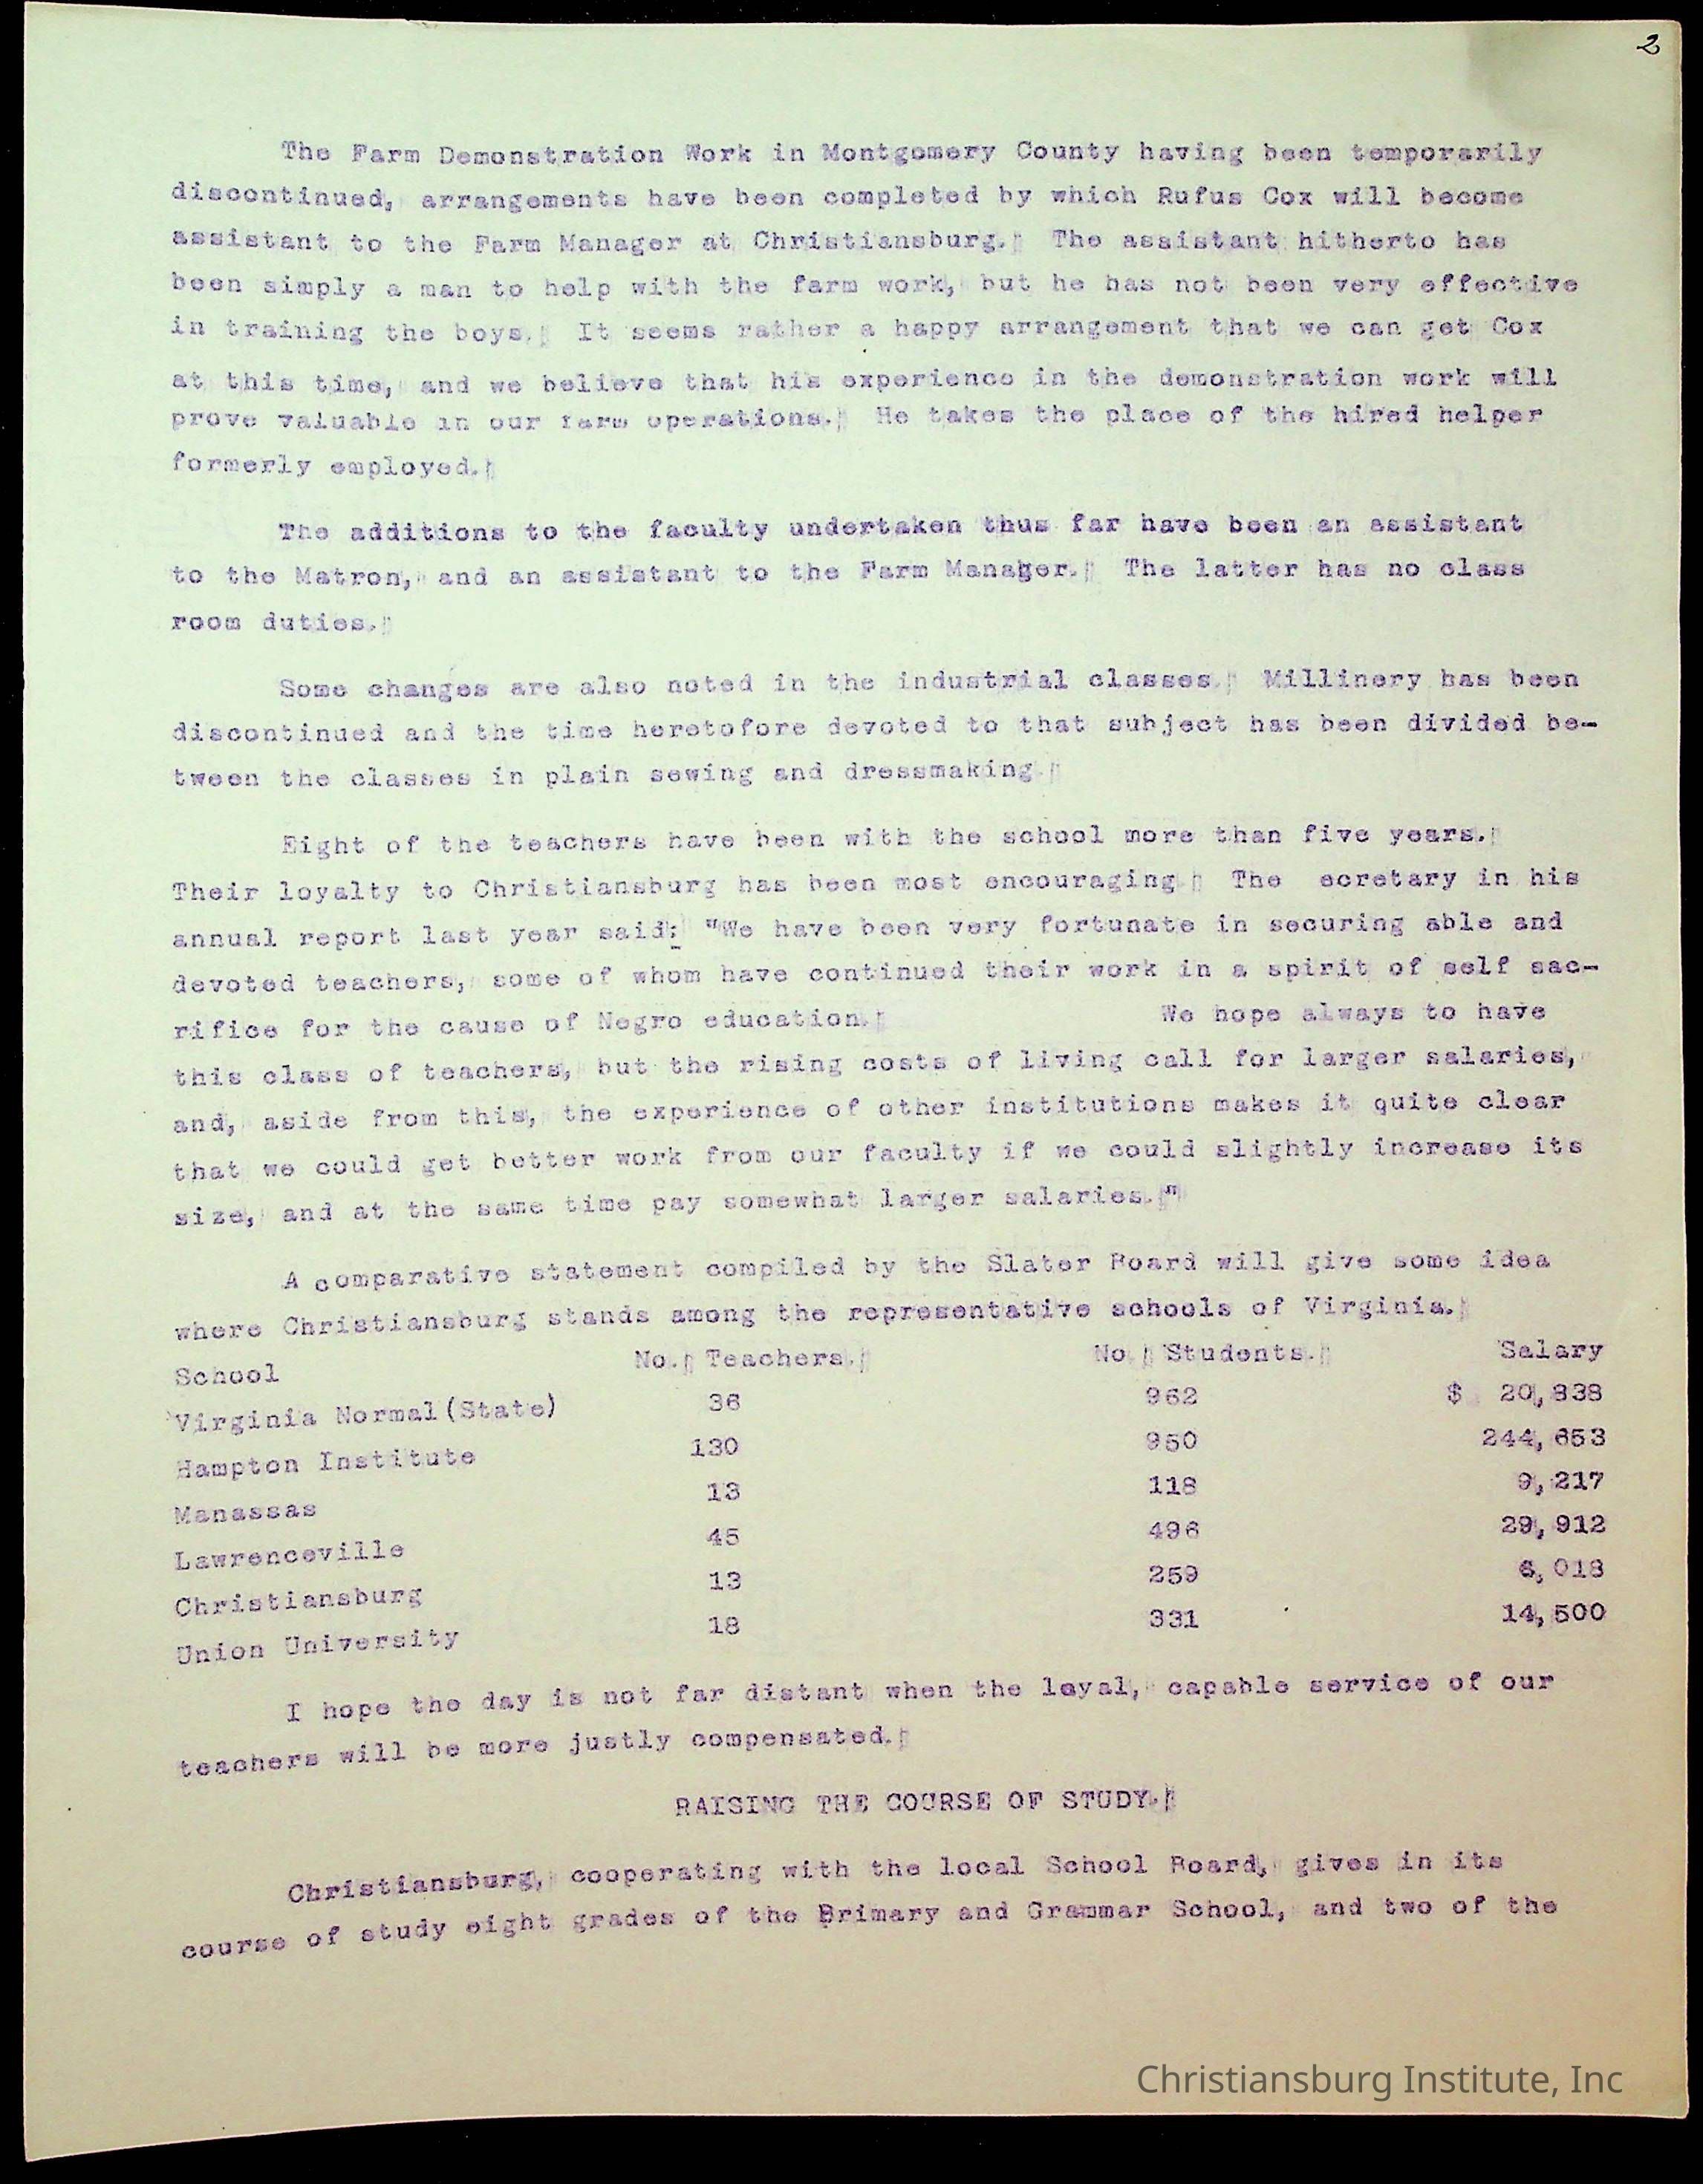 2
The Farm Demonstration Work in Montgomery County having been temporarily
discontinued, arrangements have been completed by which Rufus Cox will become
assistant to the Farm Manager at Christiansburg. The assistant hitherto has
been simply a man to help with the farm work, but he has not been very effective
in training the boys. It seems rather a happy arrangement that we can get Cox
at this time, and we believe that his experience in the demonstration work will
prove valuable in our farm operations. He takes the place of the hired helper
formerly employed.
The additions to the faculty undertaken thus far have been an assistant
to the Matron, and an assistant to the Farm Manager. The latter has no class
room duties.
Some changes are also noted in the industrial classes. Millinery has been
discontinued and the time heretofore devoted to that subject has been divided be-
tween the classes in plain sewing and dressmaking.
Eight of the teachers have been with the school more than five years.
Their loyalty to Christiansburg has been most encouraging. The ecretary in his
annual report last year said: "We have been very fortunate in securing able and
devoted teachers, some of whom have continued their work in a spirit of self sac-
rifice for the cause of Negro education. We hope always to have
this class of teachers, but the rising costs of living call for larger salaries,
and, aside from this, the experience of other institutions makes it quite clear
that we could get better work from our faculty if we could slightly increase its
size, and at the same time pay somewhat larger salaries."
A comparative statement compiled by the Slater Board will give some idea
where Christiansburg stands among the representative schools of Virginia.
School No. Teachers. No. Students. Salary
Virginia Normal(State) 36 962 $ 20,838
Hampton Institute 130 950 244,653
Manassas 13 118 9,217
Lawrenceville 45 496 29,912
Christiansburg 13 259 6,018
Union University 18 331 14,500
I hope the day is not far distant when the loyal, capable service of our
teachers will be more justly compensated.
RAISING THE COURSE OF STUDY.
Christiansburg, cooperating with the local School Board, gives in its
course of study eight grades of the Primary and Grammar School, and two of the
Christiansburg Institute, Inc